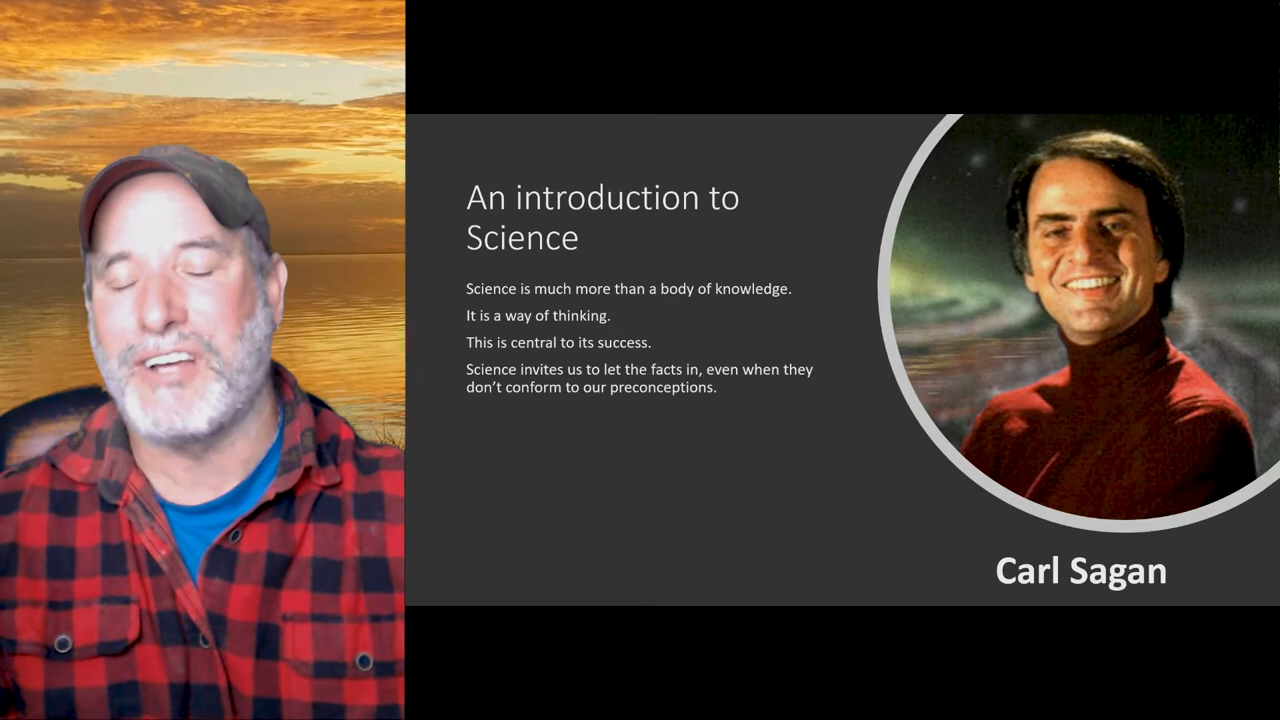 An introduction to
Science
Science is much more than a body of knowledge.
It is a way of thinking.
This is central to its success.
Science invites us to let the facts in, even when they
don’t conform to our preconceptions.
Carl Sagan